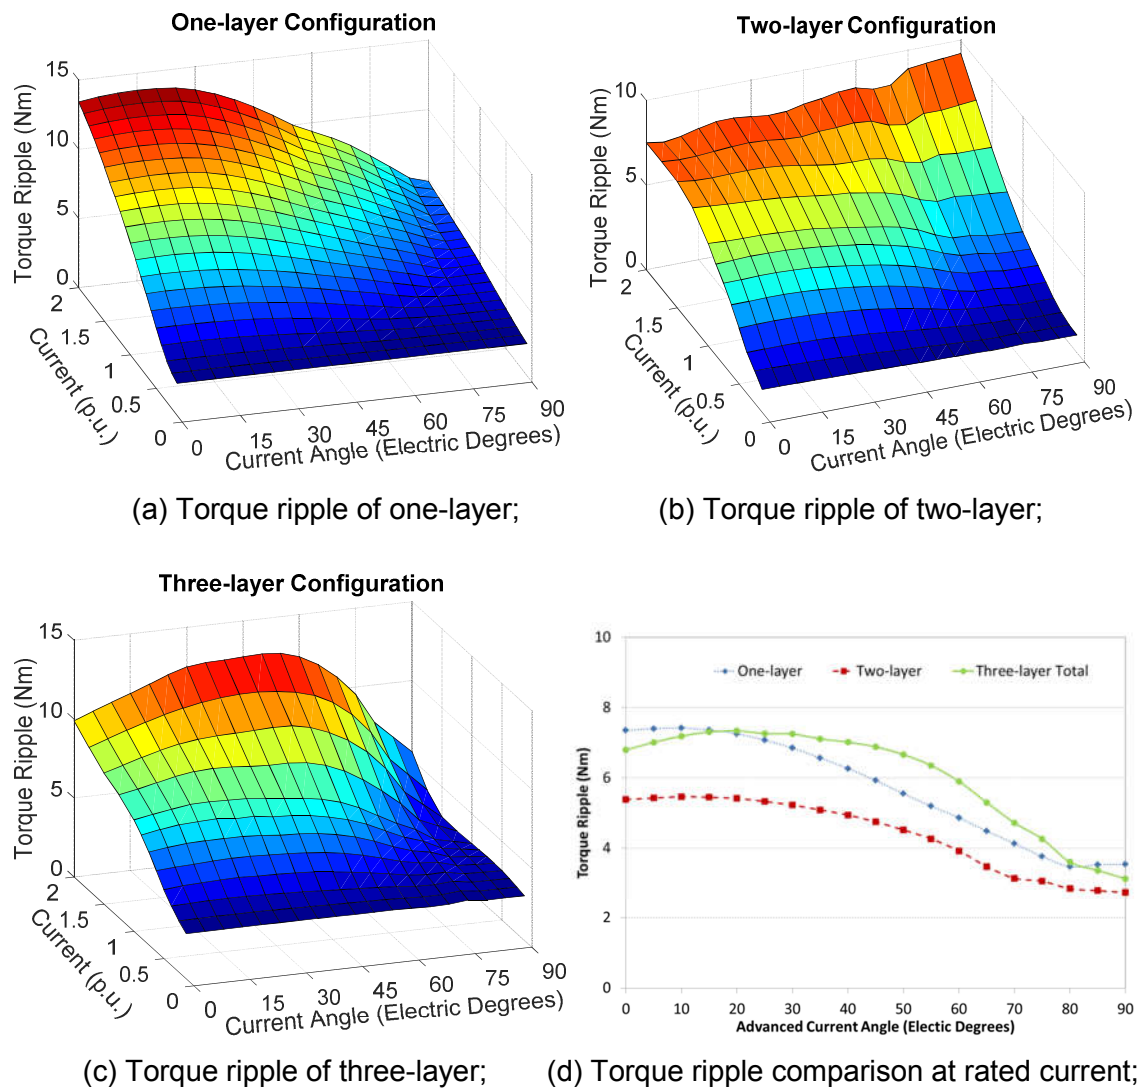 One-layer Configuration
15
10
5
0
Torque Ripple (Nm)
2
1.5
1
0.5
0
Current (p.u.)
0
15
30
45
60
75
90
Current Angle (Electric Degrees)
(a) Torque ripple of one-layer;
Two-layer Configuration
10
5
0
Torque Ripple (Nm)
2
1.5
1
0.5
0
Current (p.u.)
0
15
30
45
60
75
90
Current Angle (Electric Degrees)
(b) Torque ripple of two-layer;
Three-layer Configuration
15
10
5
0
Torque Ripple (Nm)
2
1.5
1
0.5
0
Current (p.u.)
0
15
30
45
60
75
90
Current Angle (Electric Degrees)
(c) Torque ripple of three-layer;
One-layer Two-layer Three-layer Total
10
8
6
4
2
0
Torque Ripple (Nm)
0 10 20 30 40 50 60 70 80 90
Advanced Current Angle (Electic Degrees)
(d) Torque ripple comparison at rated current;